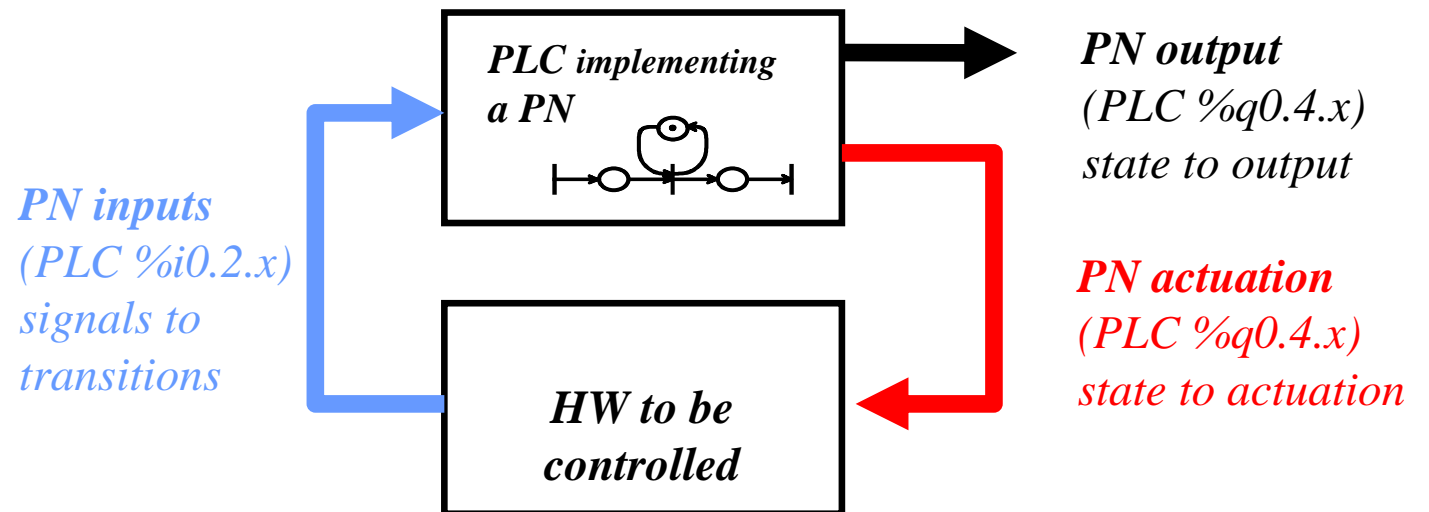 PLC implementing
a PN
PN output
(PLC %q0.4.x)
state to output
PN inputs
(PLC %i0.2.x)
signals to
transitions
PN actuation
(PLC %q0.4.x)
state to actuation
HW to be
controlled